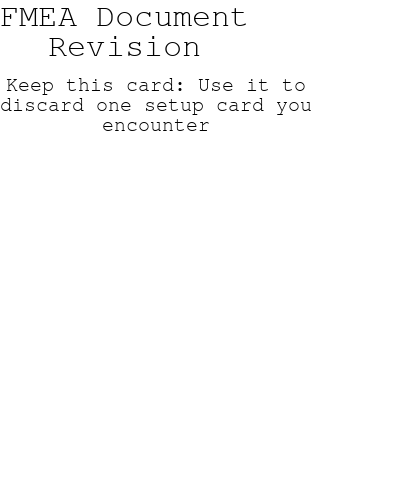 FMEA Document
Revision
Keep this card: Use it to
discard one setup card you
encounter